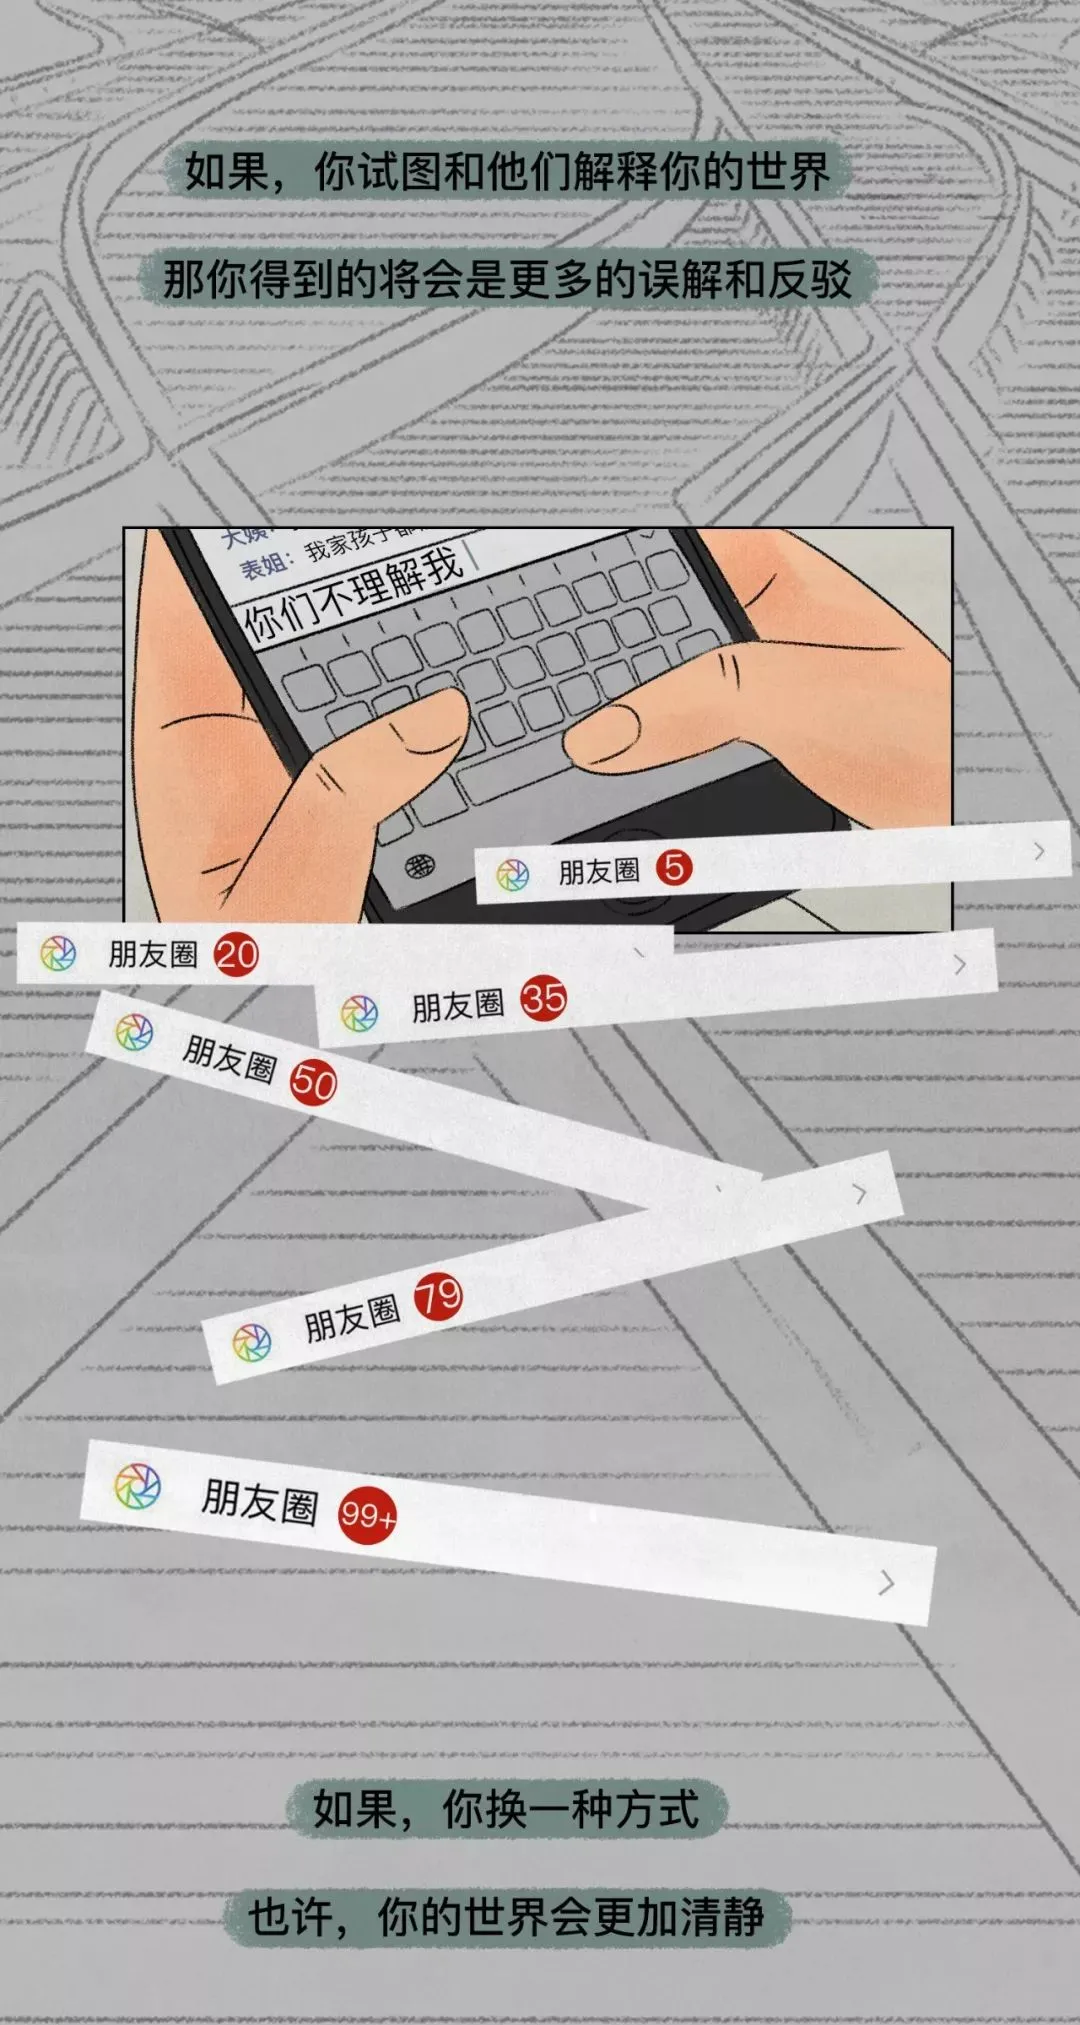 如果，你试图和他们解释你的世界
那你得到的将会是更多的误解和反驳
大姨：
表姐：我家孩子都
你们不理解我
朋友圈 5
朋友圈 20
朋友圈 35
朋友圈 50
朋友圈 79
朋友圈 99+
如果，你换一种方式
也许，你的世界会更加清静